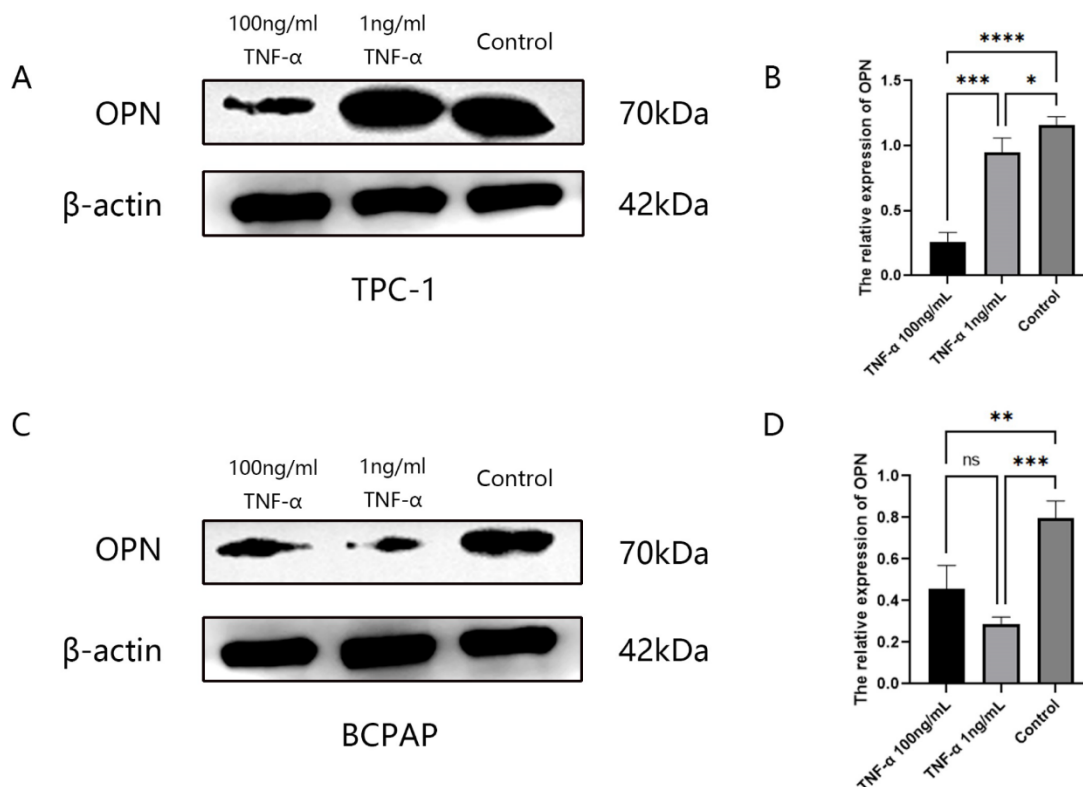 A
100ng/ml 1ng/ml Control
TNF-α TNF-α
OPN 70kDa
β-actin 42kDa
TPC-1
B
****
*** *
The relative expression of OPN
1.5
1.0
0.5
0.0
TNF-α 100ng/mL
TNF-α 1ng/mL
Control
C
100ng/ml 1ng/ml Control
TNF-α TNF-α
OPN 70kDa
β-actin 42kDa
BCPAP
D
**
ns ***
The relative expression of OPN
1.0
0.8
0.6
0.4
0.2
0.0
TNF-α 100ng/mL
TNF-α 1ng/mL
Control